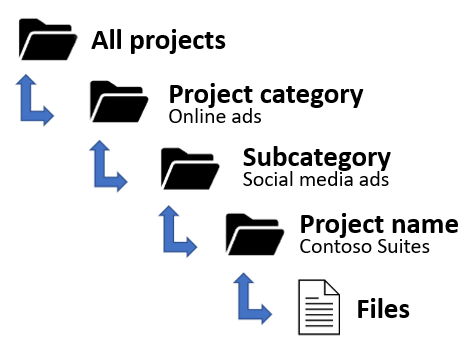 All projects
Project category
Online ads
Subcategory
Social media ads
Project name
Contoso Suites
Files